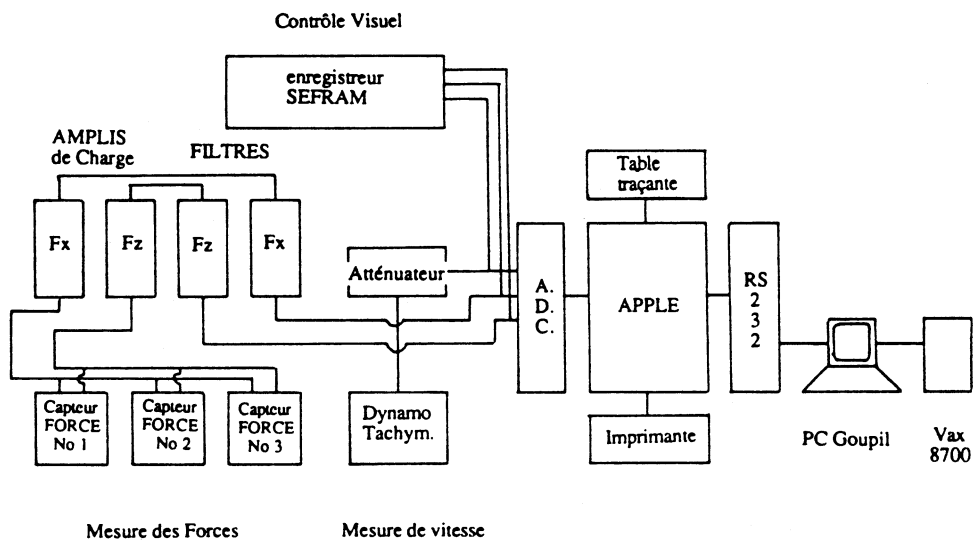 Contrôle Visuel
enregistreur
SEFRAM
AMPLIS
de Charge
FILTRES
Fx
Fz
Fz
Fx
Table
traçante
Atténuateur
A.
D.
C.
APPLE
RS
2
3
2
Capteur
FORCE
No 1
Capteur
FORCE
No 2
Capteur
FORCE
No 3
Dynamo
Tachym.
Imprimante
PC Goupil
Vax
8700
Mesure des Forces
Mesure de vitesse